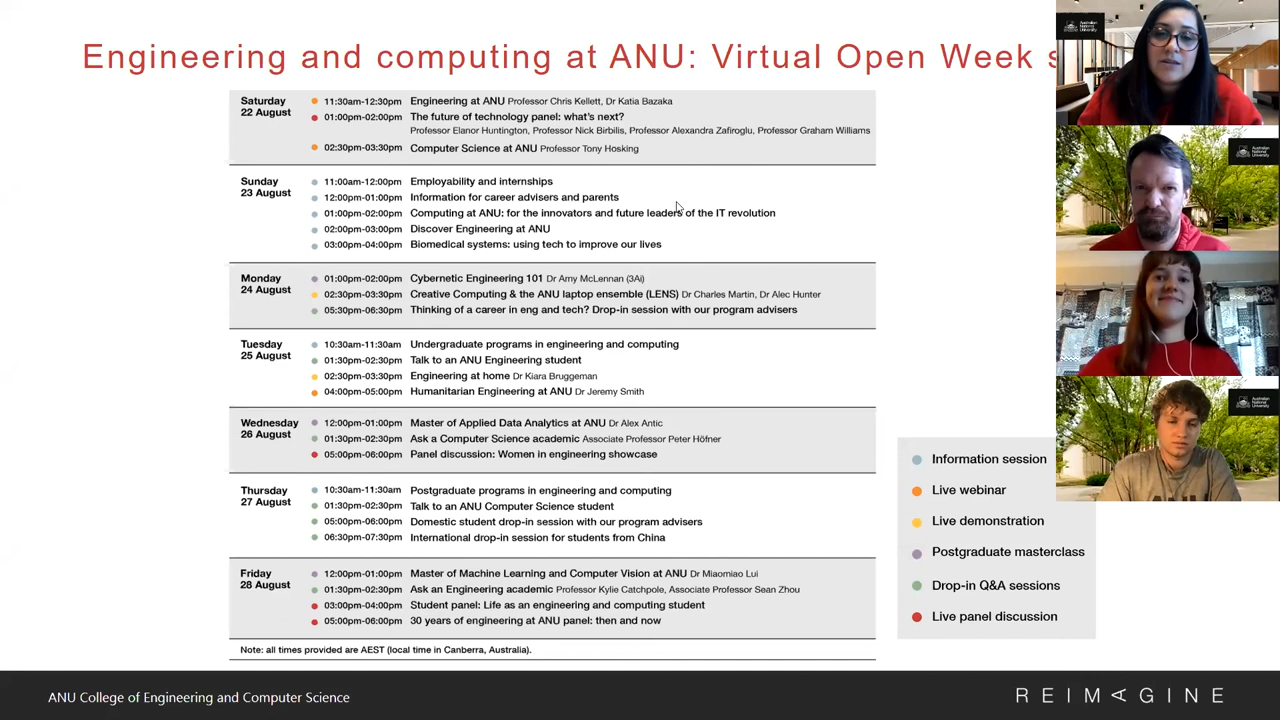 Engineering and computing at ANU: Virtual Open Week s
Saturday
22 August
11:30am-12:30pm Engineering at ANU Professor Chris Kellett, Dr Katia Bazaka
01:00pm-02:00pm The future of technology panel: what's next?
Professor Elanor Huntington, Professor Nick Birbilis, Professor Alexandra Zafiroglu, Professor Graham Williams
02:30pm-03:30pm Computer Science at ANU Professor Tony Hosking
Sunday
23 August
11:00am-12:00pm Employability and internships
12:00pm-01:00pm Information for career advisers and parents
01:00pm-02:00pm Computing at ANU: for the innovators and future leaders of the IT revolution
02:00pm-03:00pm Discover Engineering at ANU
03:00pm-04:00pm Biomedical systems: using tech to improve our lives
Monday
24 August
01:00pm-02:00pm Cybernetic Engineering 101 Dr Amy McLennan (3Ai)
02:30pm-03:30pm Creative Computing & the ANU laptop ensemble (LENS) Dr Charles Martin, Dr Alec Hunter
05:30pm-06:30pm Thinking of a career in eng and tech? Drop-in session with our program advisers
Tuesday
25 August
10:30am-11:30am Undergraduate programs in engineering and computing
01:30pm-02:30pm Talk to an ANU Engineering student
02:30pm-03:30pm Engineering at home Dr Kiara Bruggeman
04:00pm-05:00pm Humanitarian Engineering at ANU Dr Jeremy Smith
Wednesday
26 August
12:00pm-01:00pm Master of Applied Data Analytics at ANU Dr Alex Antic
01:30pm-02:30pm Ask a Computer Science academic Associate Professor Peter Höfner
05:00pm-06:00pm Panel discussion: Women in engineering showcase
Thursday
27 August
10:30am-11:30am Postgraduate programs in engineering and computing
01:30pm-02:30pm Talk to an ANU Computer Science student
05:00pm-06:00pm Domestic student drop-in session with our program advisers
06:30pm-07:30pm International drop-in session for students from China
Friday
28 August
12:00pm-01:00pm Master of Machine Learning and Computer Vision at ANU Dr Miaomiao Lui
01:30pm-02:30pm Ask an Engineering academic Professor Kylie Catchpole, Associate Professor Sean Zhou
03:00pm-04:00pm Student panel: Life as an engineering and computing student
05:00pm-06:00pm 30 years of engineering at ANU panel: then and now
Note: all times provided are AEST (local time in Canberra, Australia).
Information session
Live webinar
Live demonstration
Postgraduate masterclass
Drop-in Q&A sessions
Live panel discussion
Australian
National
University
Australian
National
University
Australian
National
University
ANU College of Engineering and Computer Science
REIMAGINE